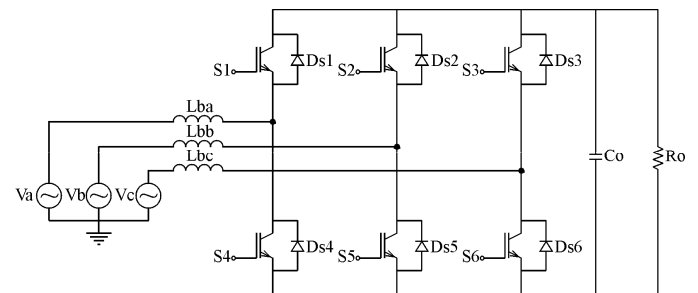 S1 Ds1 S2 Ds2 S3 Ds3
Lba
Lbb
Lbc
Co Ro
Va Vb Vc
S4 Ds4 S5 Ds5 S6 Ds6